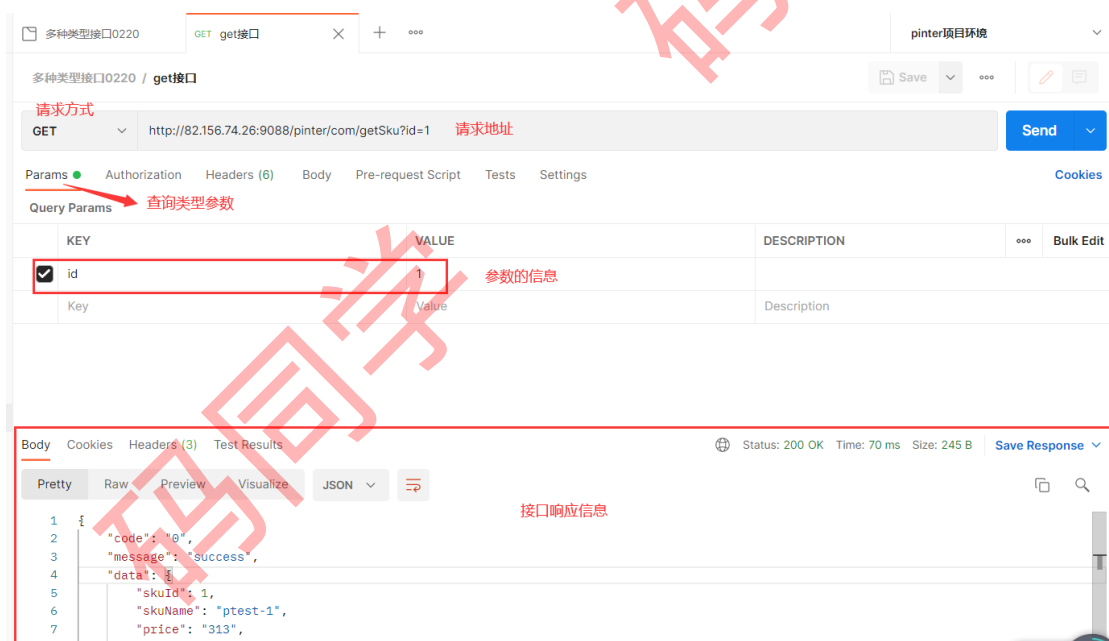 多种类型接口0220 GET get接口 pinter项目环境
多种类型接口0220 / get接口 Save
请求方式
GET http://82.156.74.26:9088/pinter/com/getSku?id=1 请求地址 Send
Params Authorization Headers (6) Body Pre-request Script Tests Settings Cookies
查询类型参数
Query Params
KEY VALUE DESCRIPTION Bulk Edit
id 1 参数的信息
Key Value Description
码同学
Body Cookies Headers (3) Test Results Status: 200 OK Time: 70 ms Size: 245 B Save Response
Pretty Raw Preview Visualize JSON
接口响应信息
1 {
2 "code": "0",
3 "message": "success",
4 "data": {
5 "skuId": 1,
6 "skuName": "ptest-1",
7 "price": "313",